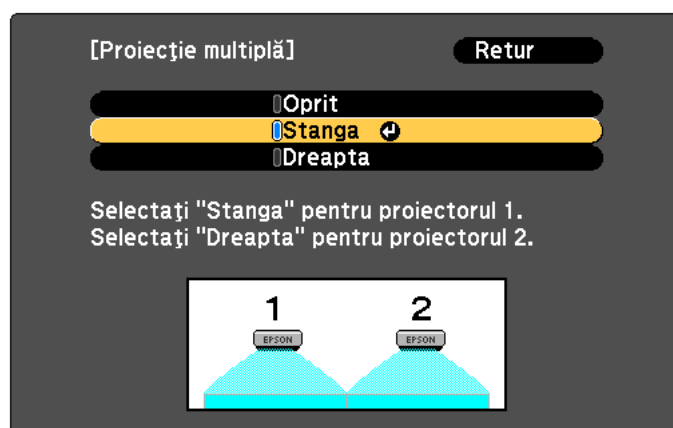 [Proiecţie multiplă] Retur
Oprit
Stanga
Dreapta
Selectaţi "Stanga" pentru proiectorul 1.
Selectaţi "Dreapta" pentru proiectorul 2.
1 2
EPSON EPSON